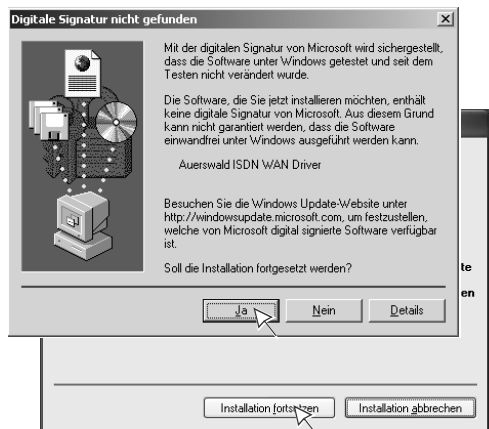 Digitale Signatur nicht gefunden
Mit der digitalen Signatur von Microsoft wird sichergestellt,
dass die Software unter Windows getestet und seit dem
Testen nicht verändert wurde.
Die Software, die Sie jetzt installieren möchten, enthält
keine digitale Signatur von Microsoft. Aus diesem Grund
kann nicht garantiert werden, dass die Software
einwandfrei unter Windows ausgeführt werden kann.
Auerswald ISDN WAN Driver
Besuchen Sie die Windows Update-Website unter
http://windowsupdate.microsoft.com, um festzustellen,
welche von Microsoft digital signierte Software verfügbar
ist.
Soll die Installation fortgesetzt werden?
te
en
Ja Nein Details
Installation fortsetzen Installation abbrechen